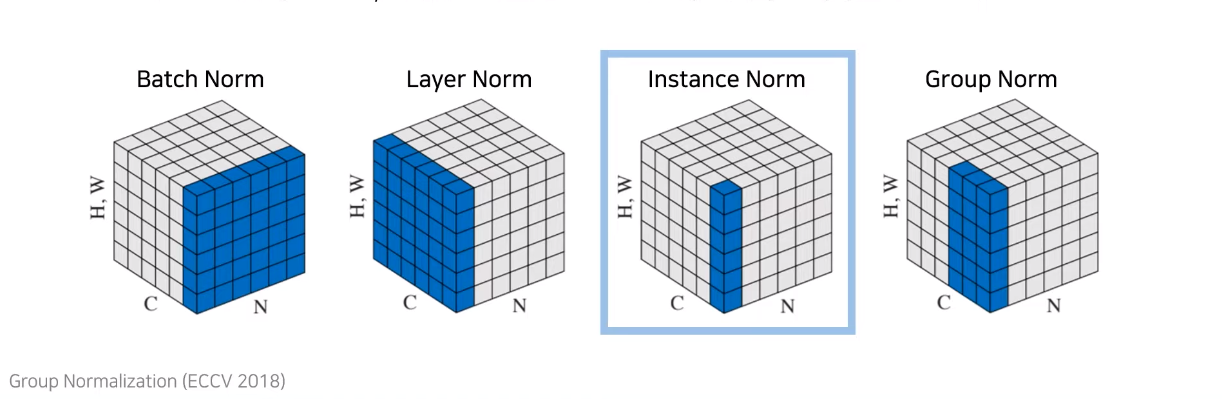 Batch Norm
Layer Norm
Instance Norm
Group Norm
H, W
C
N
H, W
C
N
H, W
C
N
H, W
C
N
Group Normalization (ECCV 2018)